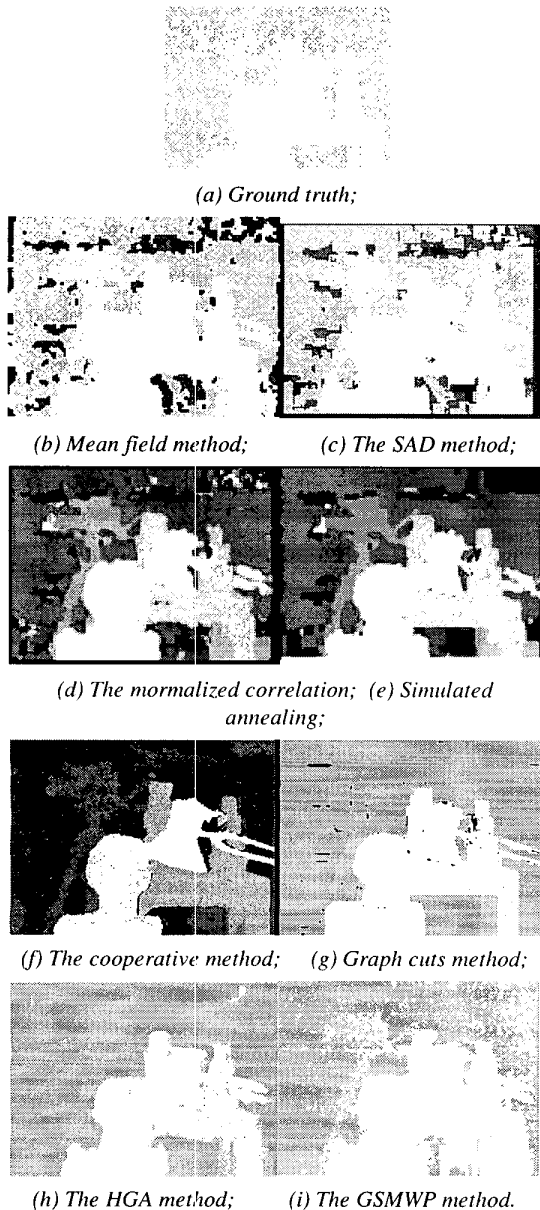 (a) Ground truth;
(b) Mean field method; (c) The SAD method;
(d) The mormalized correlation; (e) Simulated
annealing;
(f) The cooperative method; (g) Graph cuts method;
(h) The HGA method; (i) The GSMWP method.